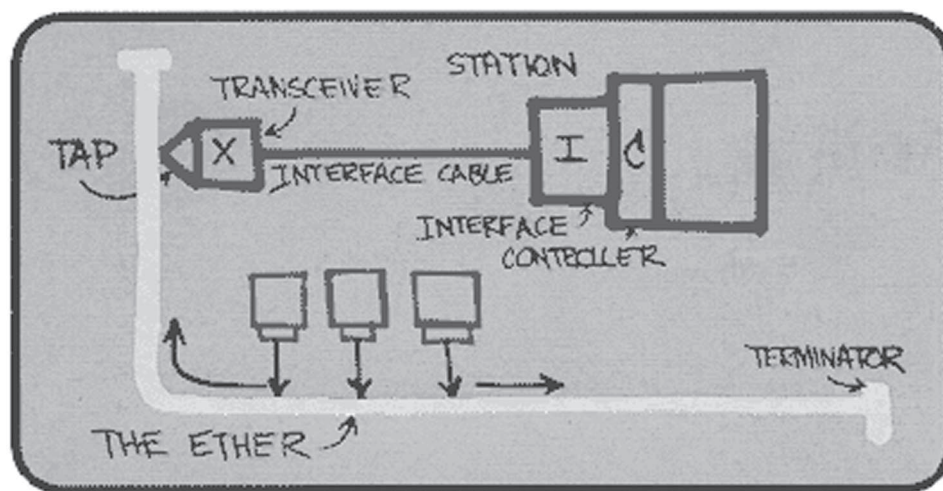 STATION
TRANSCEIVER
TAP
X
I
C
INTERFACE CABLE
INTERFACE
CONTROLLER
TERMINATOR
THE ETHER